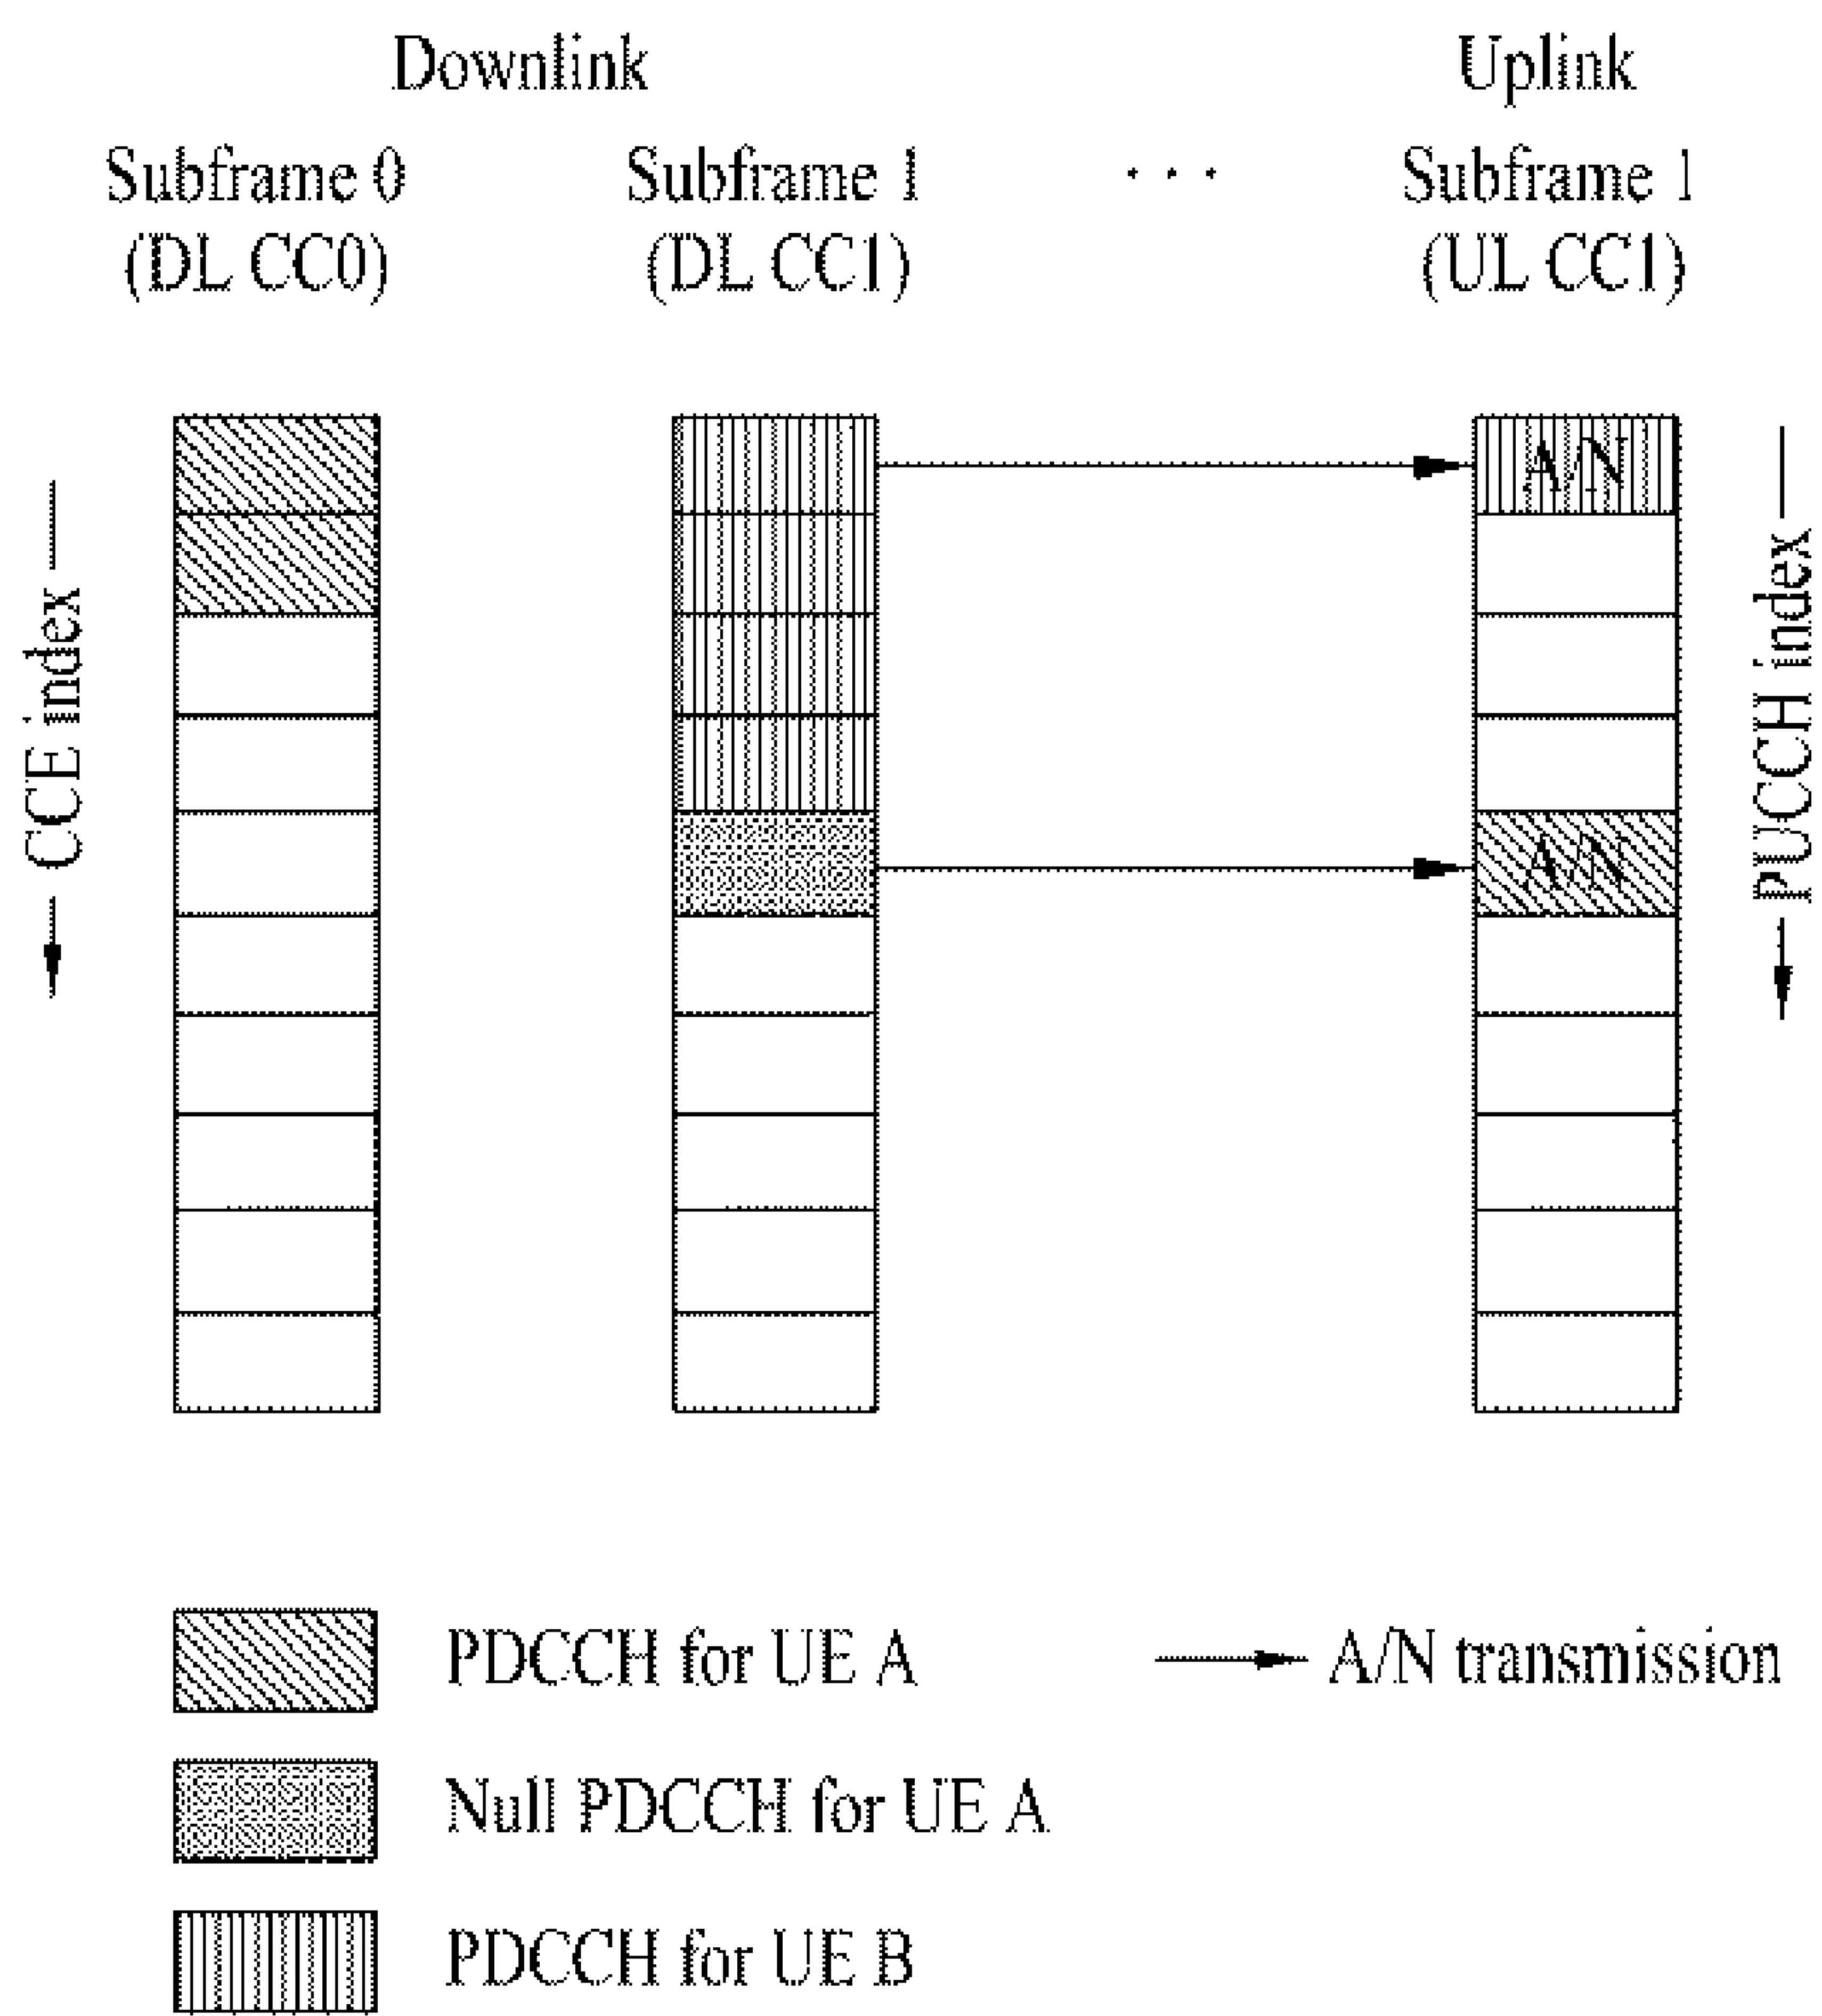 Downlink Uplink
Subframe 0 Subframe 1 . . . Subframe 1
(DL CC0) (DL CC1) (UL CC1)
CCE index
PUCCH index
A/N
A/N
PDCCH for UE A
A/N transmission
Null PDCCH for UE A
PDCCH for UE B